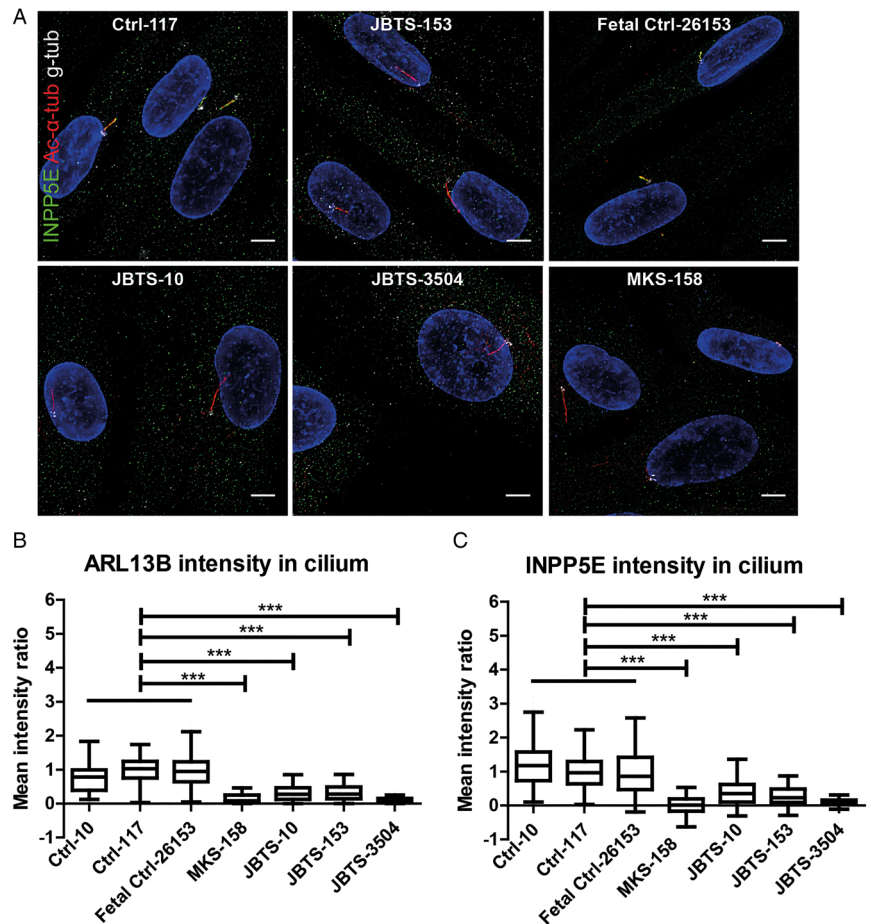 A
Ctrl-117
JBTS-153
Fetal Ctrl-26153
INPP5E Ac-α-tub g-tub
JBTS-10
JBTS-3504
MKS-158
B
ARL13B intensity in cilium
Mean intensity ratio
6
5
4
3
2
1
0
-1
***
***
***
***
Ctrl-10
Ctrl-117
Fetal Ctrl-26153
MKS-158
JBTS-10
JBTS-153
JBTS-3504
C
INPP5E intensity in cilium
Mean intensity ratio
6
5
4
3
2
1
0
-1
***
***
***
***
Ctrl-10
Ctrl-117
Fetal Ctrl-26153
MKS-158
JBTS-10
JBTS-153
JBTS-3504